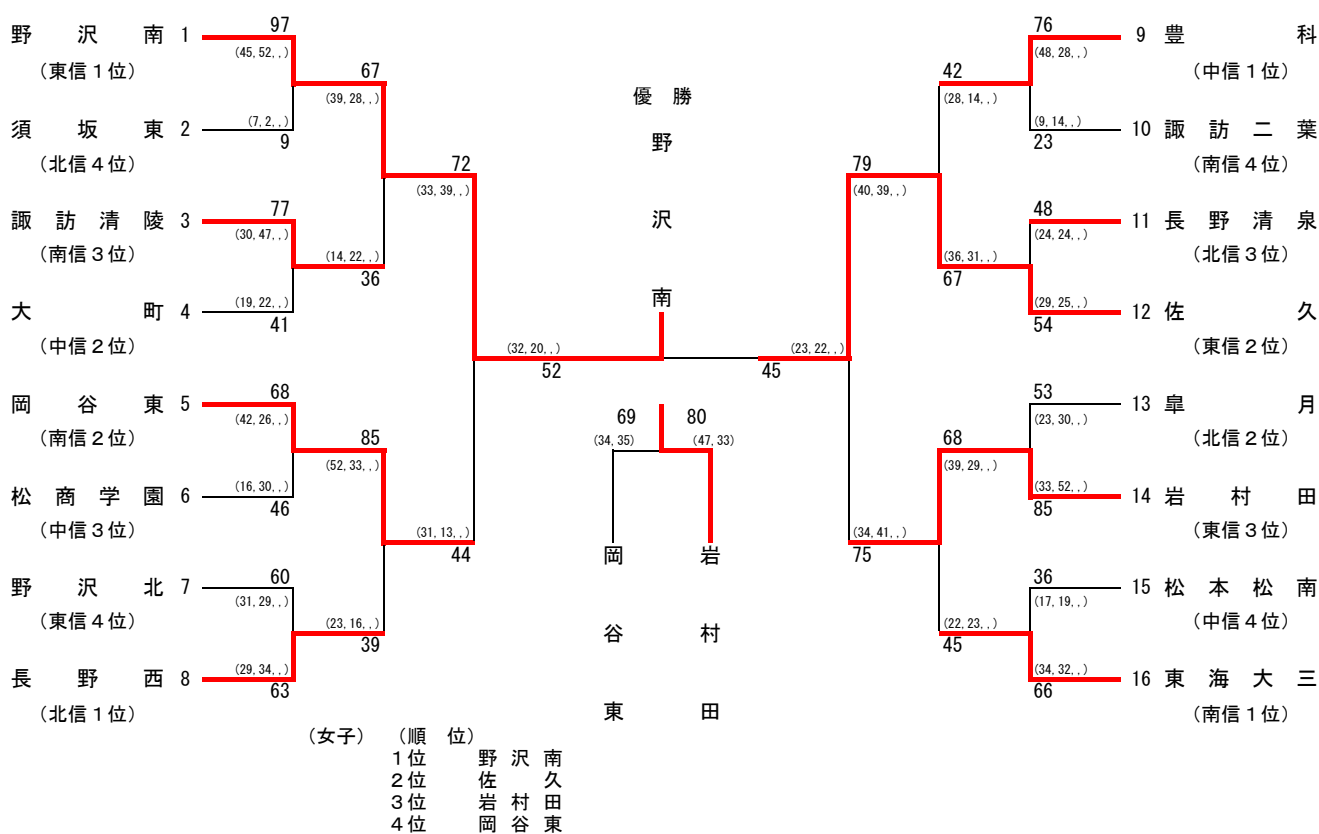 野沢南 1 97
(45, 52, , )
(東信1位)
67
(39, 28, , )
(7, 2, , )
須坂東 2 9
(北信4位)
72
(33, 39, , )
諏訪清陵 3 77
(30, 47, , )
(南信3位)
(14, 22, , )
36
(19, 22, , )
大町 4 41
(中信2位)
(32, 20, , )
52
岡谷東 5 68
(42, 26, , )
(南信2位)
85
(52, 33, , )
(16, 30, , )
松商学園 6 46
(中信3位)
(31, 13, , )
44
野沢北 7 60
(31, 29, , )
(東信4位)
(23, 16, , )
39
(29, 34, , )
長野西 8 63
(北信1位)
優勝
野
沢
南
69 80
(34, 35) (47, 33)
岡 岩
谷 村
東 田
76 9 豊科
(48, 28, , )
(中信1位)
42
(28, 14, , )
(9, 14, , )
23 10 諏訪二葉
(南信4位)
79
(40, 39, , )
48 11 長野清泉
(24, 24, , )
(北信3位)
(36, 31, , )
67
(29, 25, , )
54 12 佐久
(東信2位)
(23, 22, , )
45
53 13 皐月
(23, 30, , )
(北信2位)
68
(39, 29, , )
(33, 52, , )
85 14 岩村田
(東信3位)
(34, 41, , )
75
36 15 松本松南
(17, 19, , )
(中信4位)
(22, 23, , )
45
(34, 32, , )
66 16 東海大三
(南信1位)
(女子) (順 位)
1位 野沢南
2位 佐久
3位 岩村田
4位 岡谷東